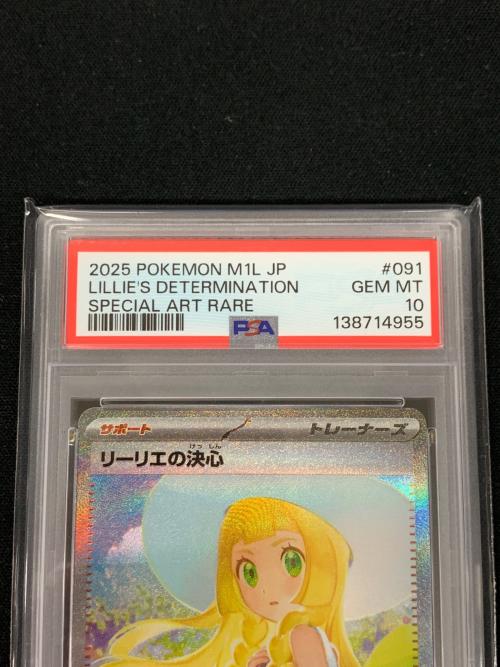 2025 POKEMON M1L JP #091
LILLIE'S DETERMINATION GEM MT
SPECIAL ART RARE 10
PSA 138714955
サポート トレーナーズ
けっしん
リーリエの決心